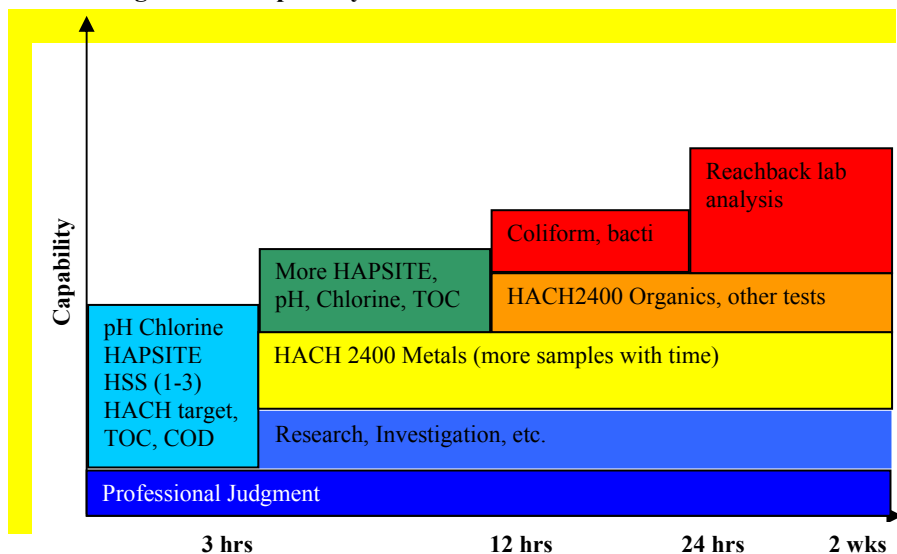 Reachback lab
analysis
Coliform, bacti
More HAPSITE,
pH, Chlorine, TOC
HACH2400 Organics, other tests
Capability
pH Chlorine
HAPSITE
HSS (1-3)
HACH target,
TOC, COD
HACH 2400 Metals (more samples with time)
Research, Investigation, etc.
Professional Judgment
3 hrs 12 hrs 24 hrs 2 wks